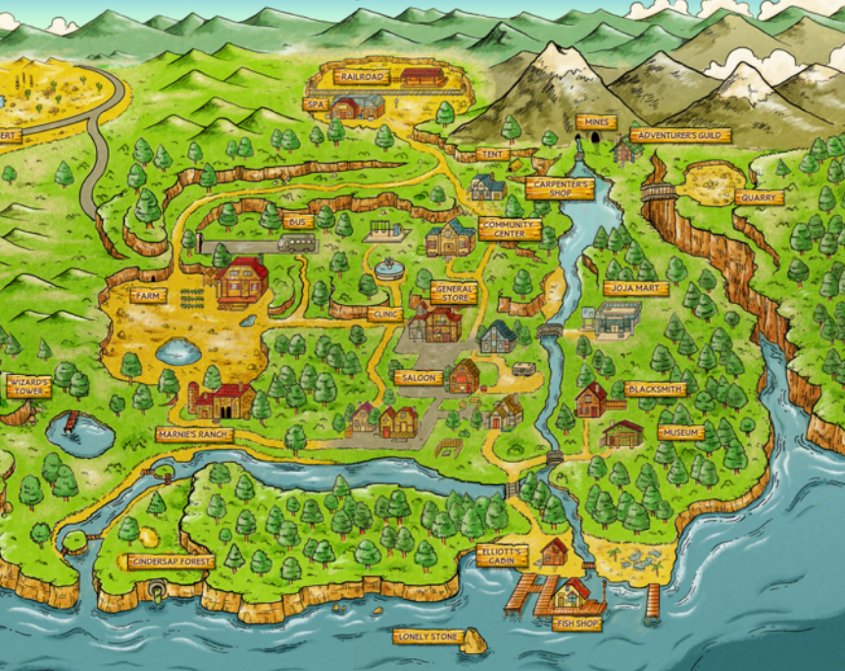 RAILROAD
SPA
MINES
ERT
ADVENTURER'S GUILD
TENT
CARPENTER'S
SHOP
QUARRY
BUS
COMMUNITY
CENTER
JOJA MART
GENERAL
STORE
FARM
CLINIC
SALOON
WIZARD'S
TOWER
BLACKSMITH
MARNIE'S RANCH
MUSEUM
ELLIOTT'S
CABIN
CINDERSAP FOREST
FISH SHOP
LONELY STONE